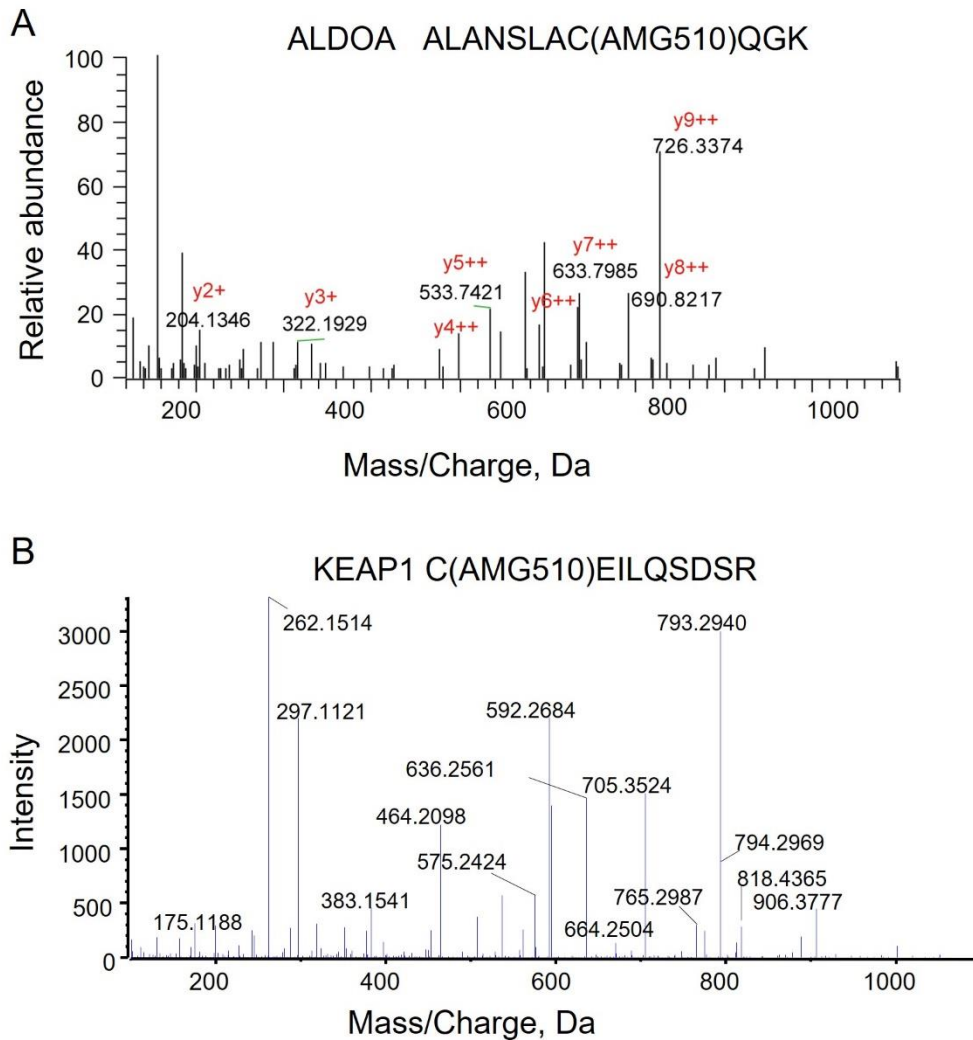 A
ALDOA ALANSLAC(AMG510)QGK
Relative abundance
100
80
60
40
20
0
y9++
726.3374
y7++
633.7985
y8++
690.8217
y5++
533.7421
y6++
y4++
y2+
204.1346
y3+
322.1929
200 400 600 800 1000
Mass/Charge, Da
B
KEAP1 C(AMG510)EILQSDSR
Intensity
3000
2500
2000
1500
1000
500
0
262.1514
793.2940
297.1121
592.2684
636.2561
705.3524
464.2098
794.2969
575.2424
818.4365
765.2987
906.3777
383.1541
664.2504
175.1188
200 400 600 800 1000
Mass/Charge, Da